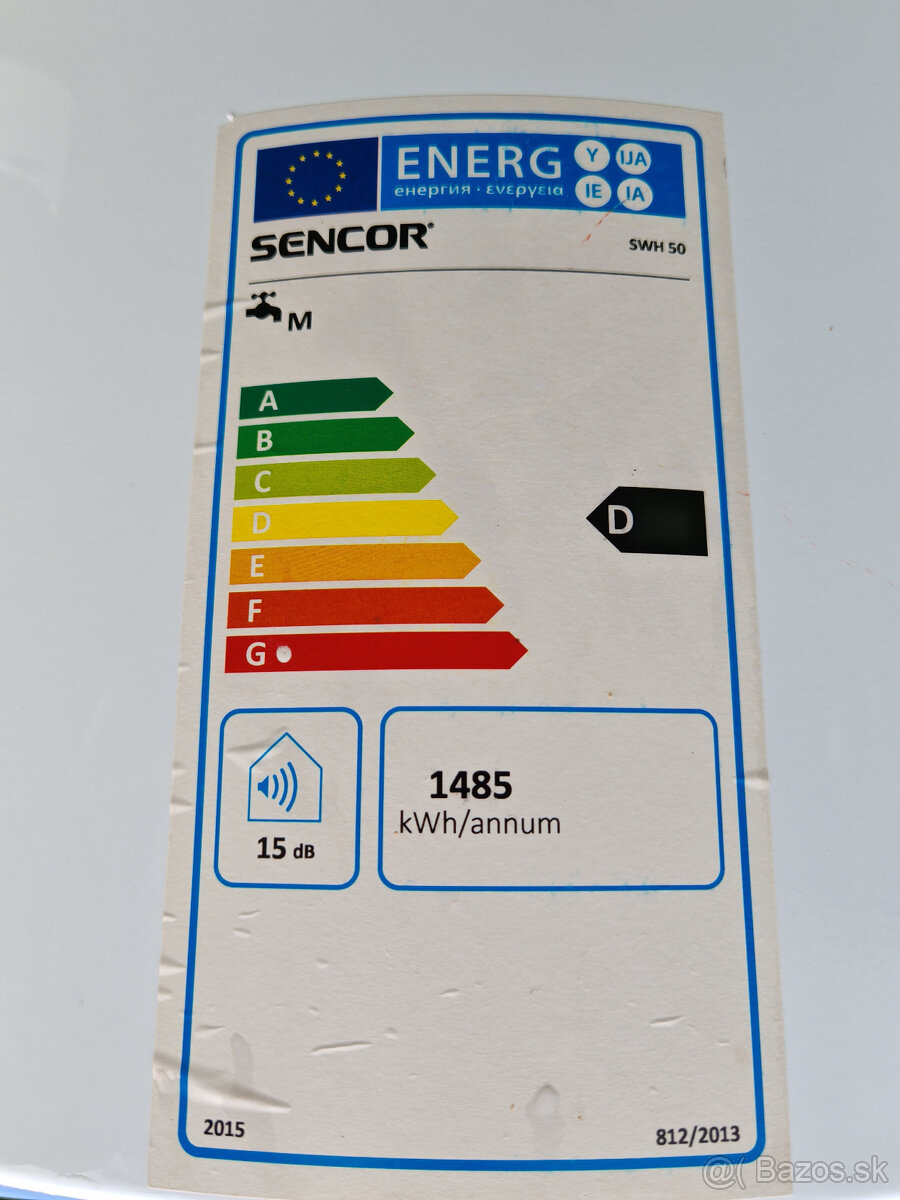 ENERG Y IJA
енергия · ενεργεια IE IA
SENCOR®
SWH 50
M
A
B
C
D
D
E
F
G
1485
kWh/annum
15 dB
2015
812/2013
@( Bazos.sk